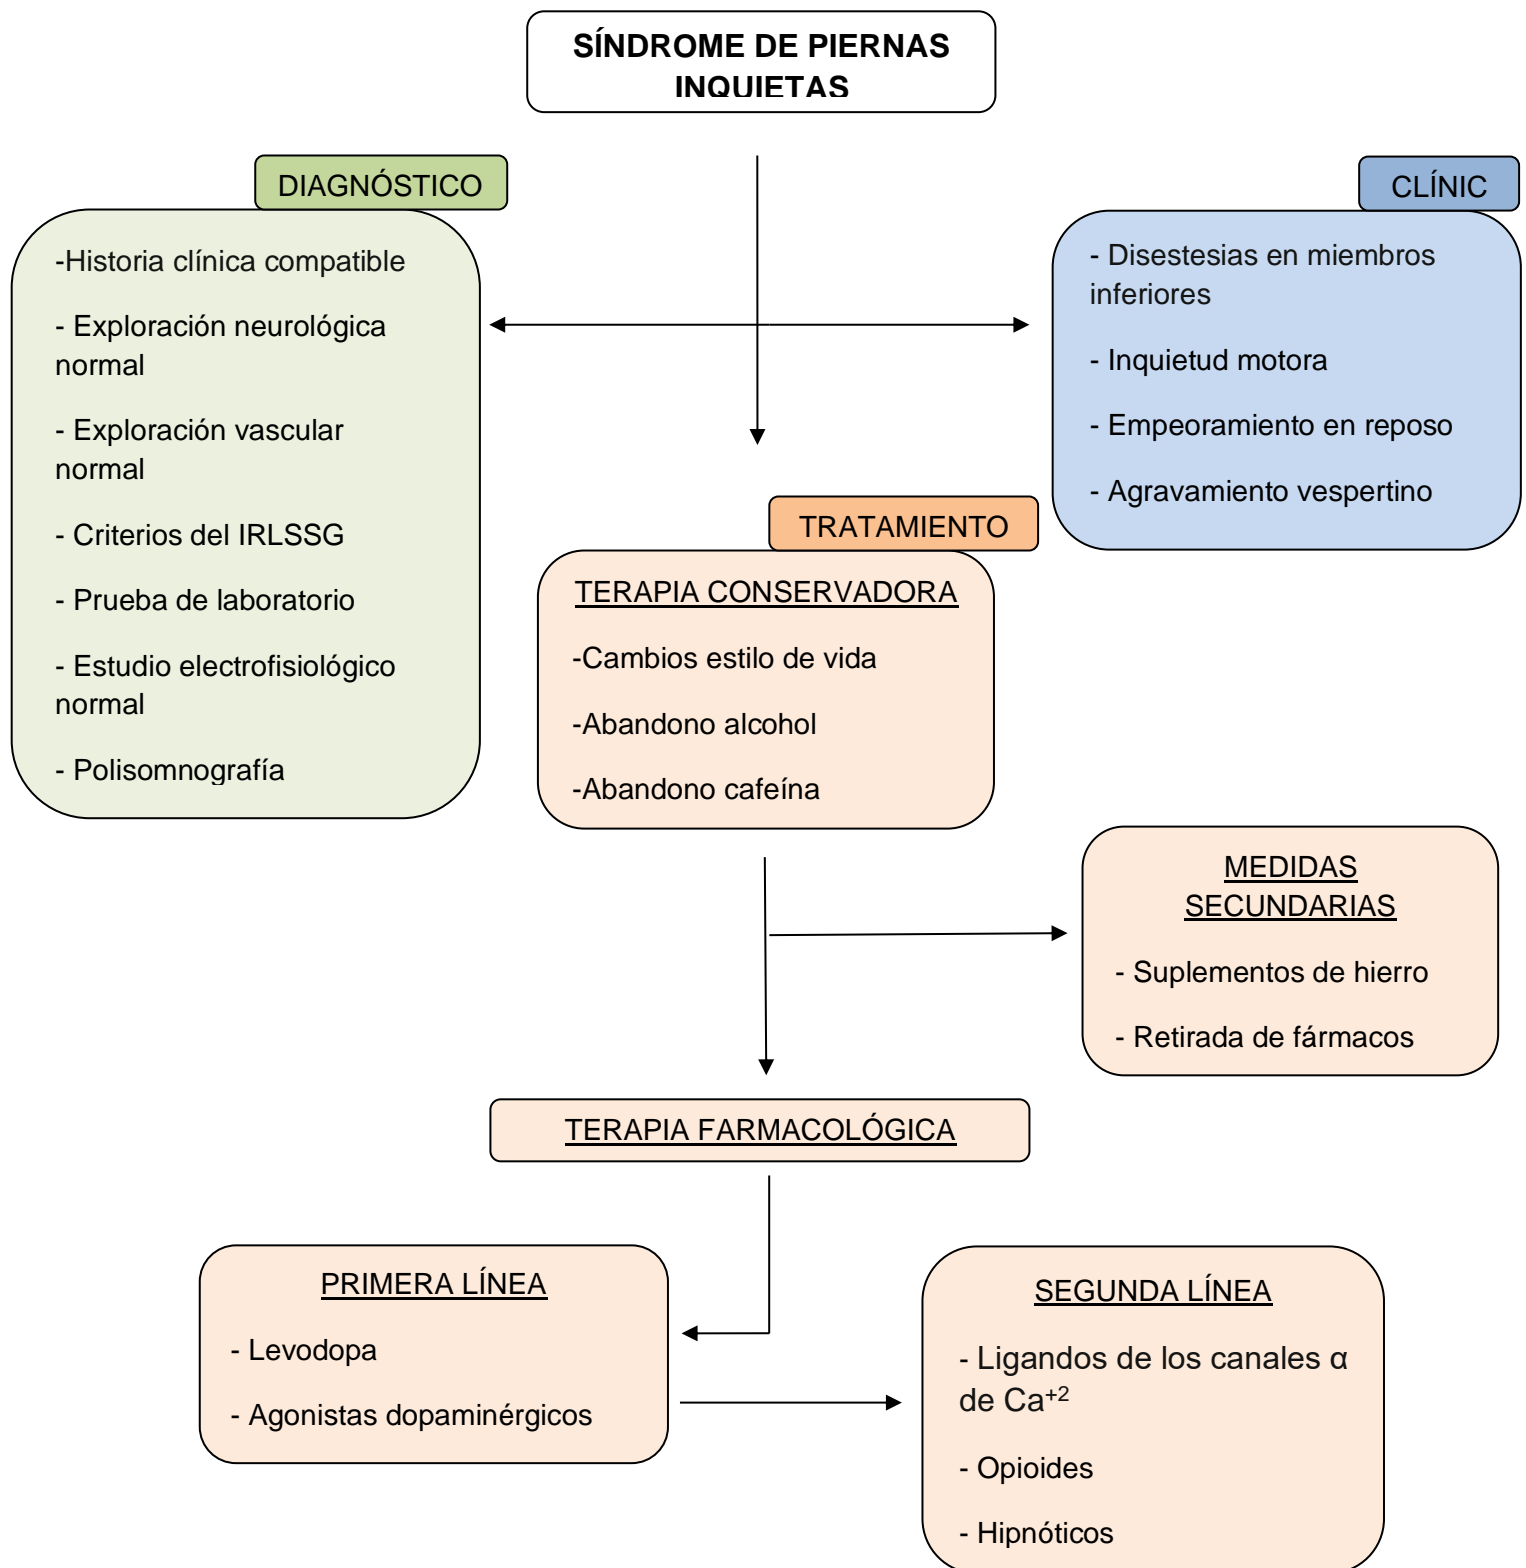 SÍNDROME DE PIERNAS
INQUIETAS
DIAGNÓSTICO
-Historia clínica compatible
- Exploración neurológica
normal
- Exploración vascular
normal
- Criterios del IRLSSG
- Prueba de laboratorio
- Estudio electrofisiológico
normal
- Polisomnografía
CLÍNIC
- Disestesias en miembros
inferiores
- Inquietud motora
- Empeoramiento en reposo
- Agravamiento vespertino
TRATAMIENTO
TERAPIA CONSERVADORA
-Cambios estilo de vida
-Abandono alcohol
-Abandono cafeína
MEDIDAS
SECUNDARIAS
- Suplementos de hierro
- Retirada de fármacos
TERAPIA FARMACOLÓGICA
PRIMERA LÍNEA
- Levodopa
- Agonistas dopaminérgicos
SEGUNDA LÍNEA
- Ligandos de los canales α
de Ca⁺²
- Opioides
- Hipnóticos